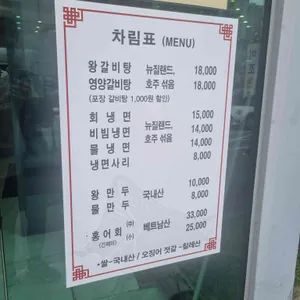 차림표 (MENU)
왕갈비탕 뉴질랜드, 18,000
영양갈비탕 호주 섞음 18,000
(포장 갈비탕 1,000원 할인)
회냉면 15,000
비빔냉면 뉴질랜드, 14,000
물냉면 호주 섞음 14,000
냉면사리 8,000
왕만두 국내산 10,000
물만두 8,000
홍어회 (大) 베트남산 33,000
(小) 25,000
*쌀-국내산 / 오징어 젓갈-칠레산